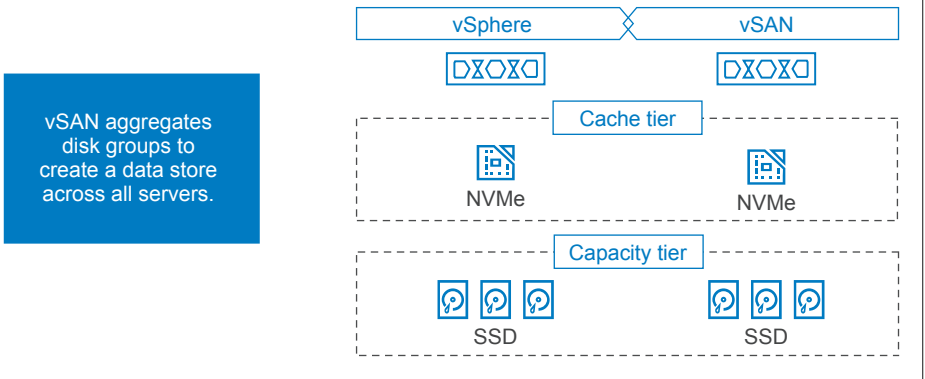 vSphere
vSAN
vSAN aggregates
disk groups to
create a data store
across all servers.
Cache tier
NVMe
NVMe
Capacity tier
SSD
SSD